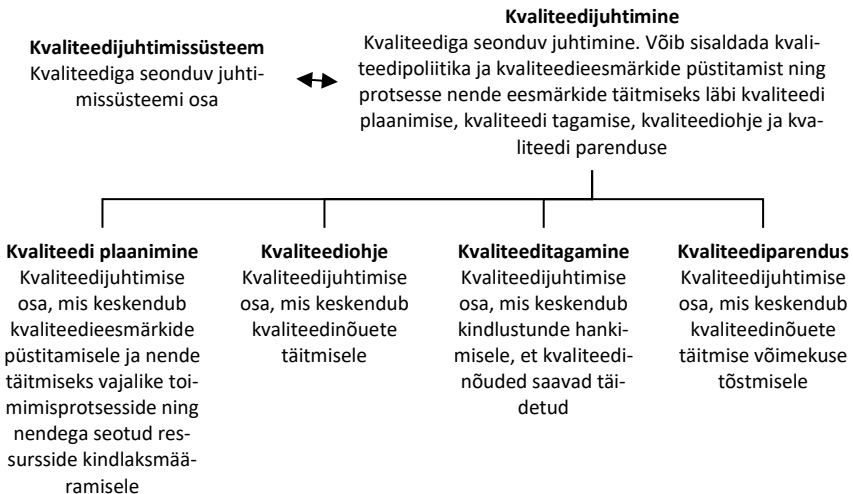 Kvaliteedijuhtimissüsteem
Kvaliteediga seonduv juhti-
missüsteemi osa
Kvaliteedijuhtimine
Kvaliteediga seonduv juhtimine. Võib sisaldada kvali-
teedipoliitika ja kvaliteedieesmärkide püstitamist ning
protsesse nende eesmärkide täitmiseks läbi kvaliteedi
plaanimise, kvaliteedi tagamise, kvaliteediohje ja kva-
liteedi parenduse
Kvaliteedi plaanimine
Kvaliteedijuhtimise
osa, mis keskendub
kvaliteedieesmärkide
püstitamisele ja nende
täitmiseks vajalike toi-
mimisprotsesside ning
nendega seotud res-
sursside kindlaksmää-
ramisele
Kvaliteediohje
Kvaliteedijuhtimise
osa, mis keskendub
kvaliteedinõuete
täitmisele
Kvaliteeditagamine
Kvaliteedijuhtimise
osa, mis keskendub
kindlustunde hanki-
misele, et kvaliteedi-
nõuded saavad täi-
detud
Kvaliteediparendus
Kvaliteedijuhtimise
osa, mis keskendub
kvaliteedinõuete
täitmise võimekuse
tõstmisele